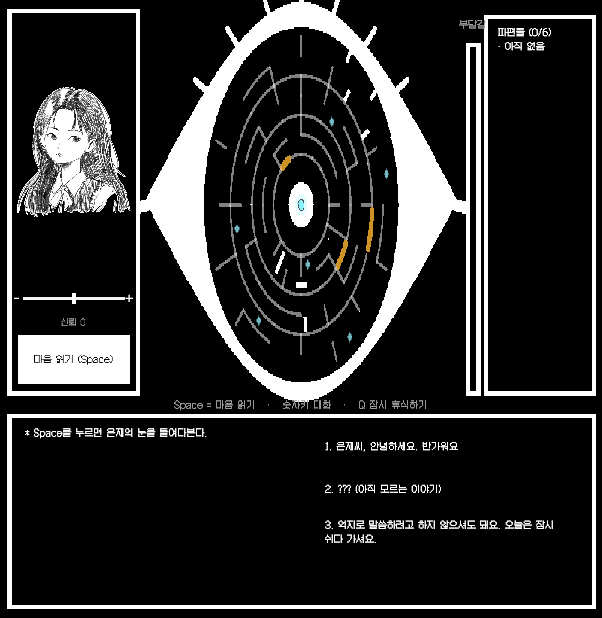 부담감
파편들 (0/6)
· 아직 없음
- +
신뢰 0
마음 읽기 (Space)
Space = 마음 읽기 · 숫자키 대화 · Q 잠시 휴식하기
* Space를 누르면 은재의 눈을 들여다본다.
1. 은재씨, 안녕하세요. 반가워요
2. ??? (아직 모르는 이야기)
3. 억지로 말씀하려고 하지 않으셔도 돼요. 오늘은 잠시
쉬다 가셔요.